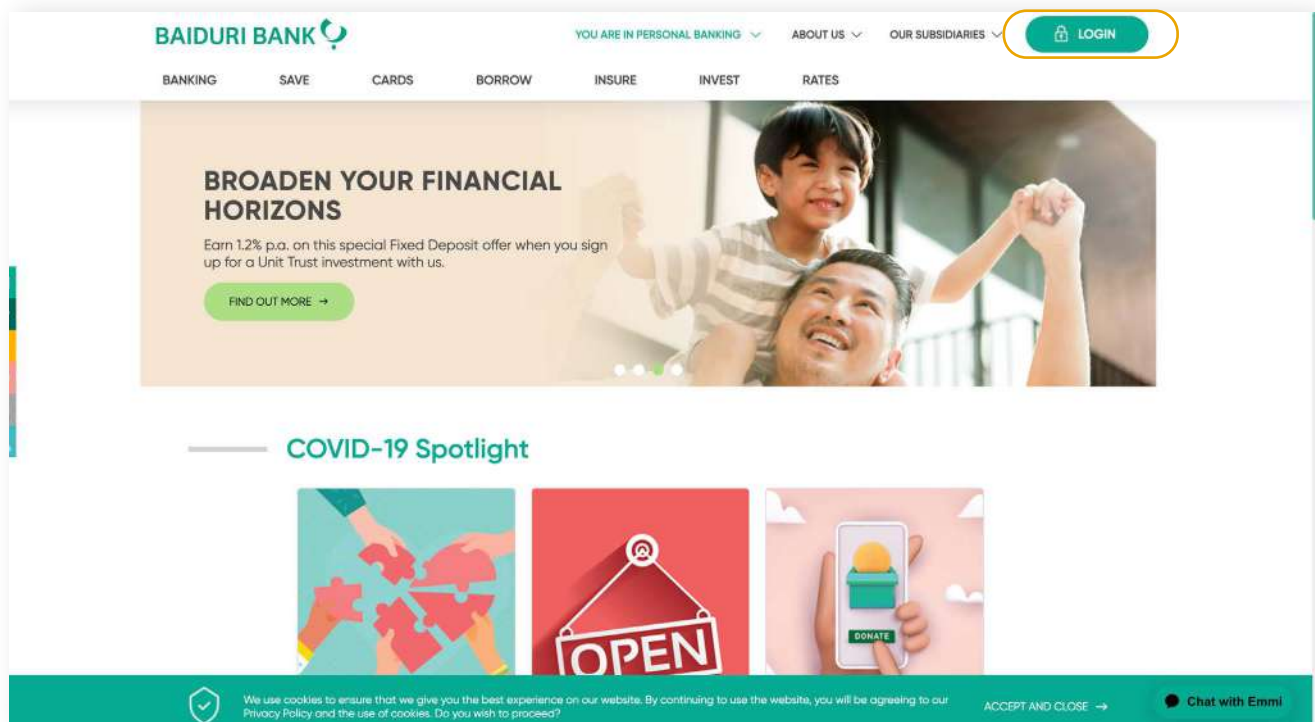 BAIDURI BANK
YOU ARE IN PERSONAL BANKING
ABOUT US
OUR SUBSIDIARIES
LOGIN
BANKING
SAVE
CARDS
BORROW
INSURE
INVEST
RATES
BROADEN YOUR FINANCIAL
HORIZONS
Earn 1.2% p.a. on this special Fixed Deposit offer when you sign
up for a Unit Trust investment with us.
FIND OUT MORE →
COVID-19 Spotlight
OPEN
DONATE
We use cookies to ensure that we give you the best experience on our website. By continuing to use the website, you will be agreeing to our
Privacy Policy and the use of cookies. Do you wish to proceed?
ACCEPT AND CLOSE →
Chat with Emmi